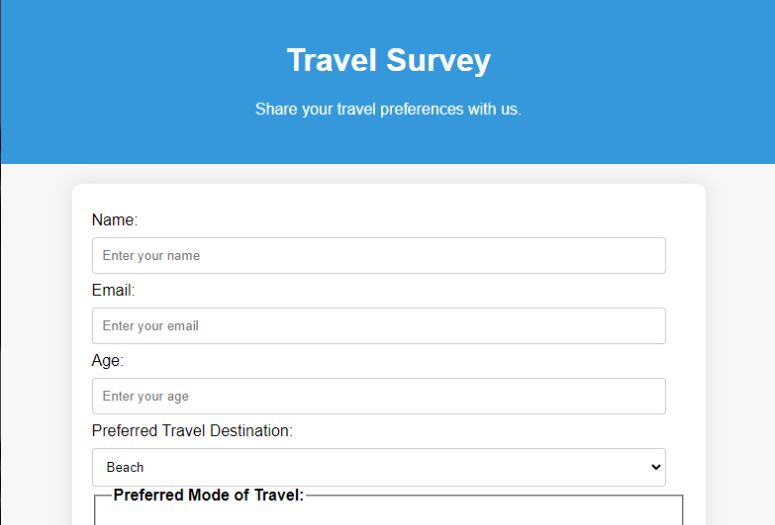 Travel Survey
Share your travel preferences with us.
Name:
Enter your name
Email:
Enter your email
Age:
Enter your age
Preferred Travel Destination:
Beach
Preferred Mode of Travel: